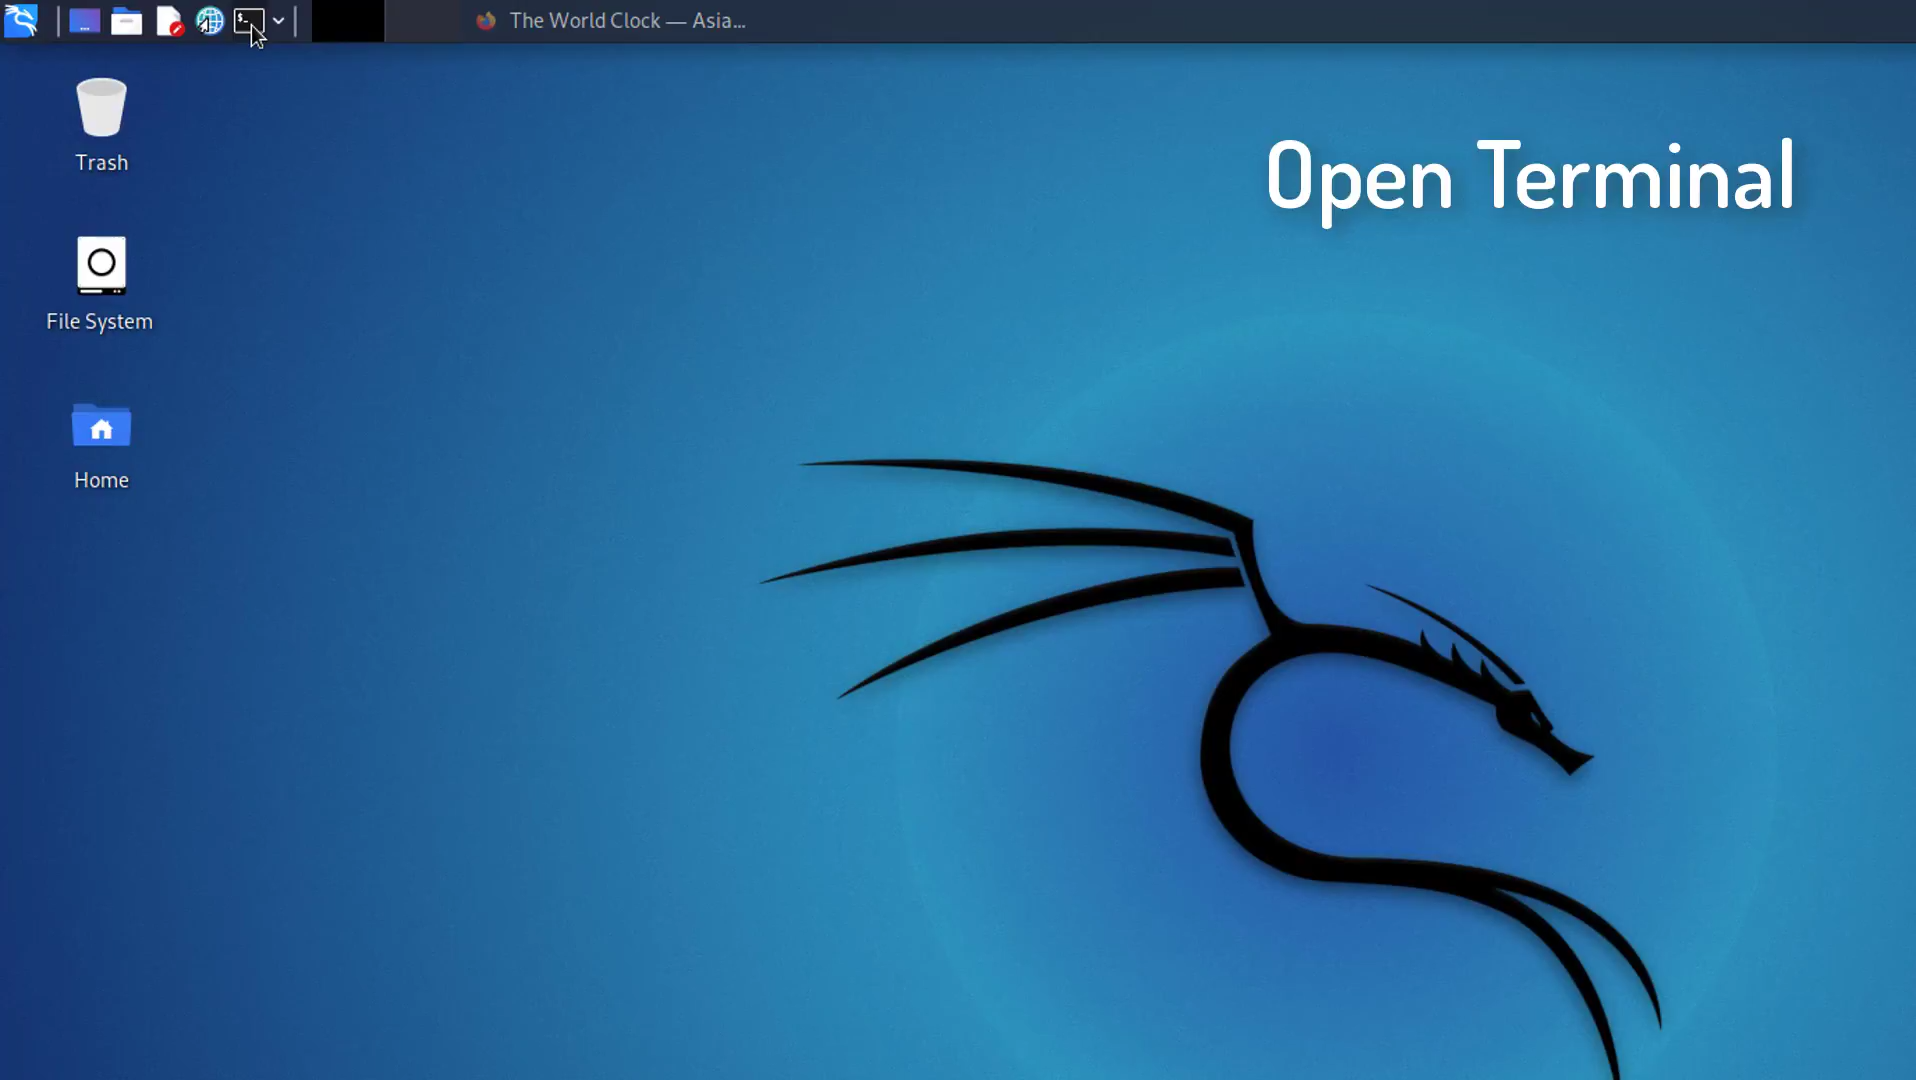 The World Clock — Asia...
Open Terminal
Trash
File System
Home